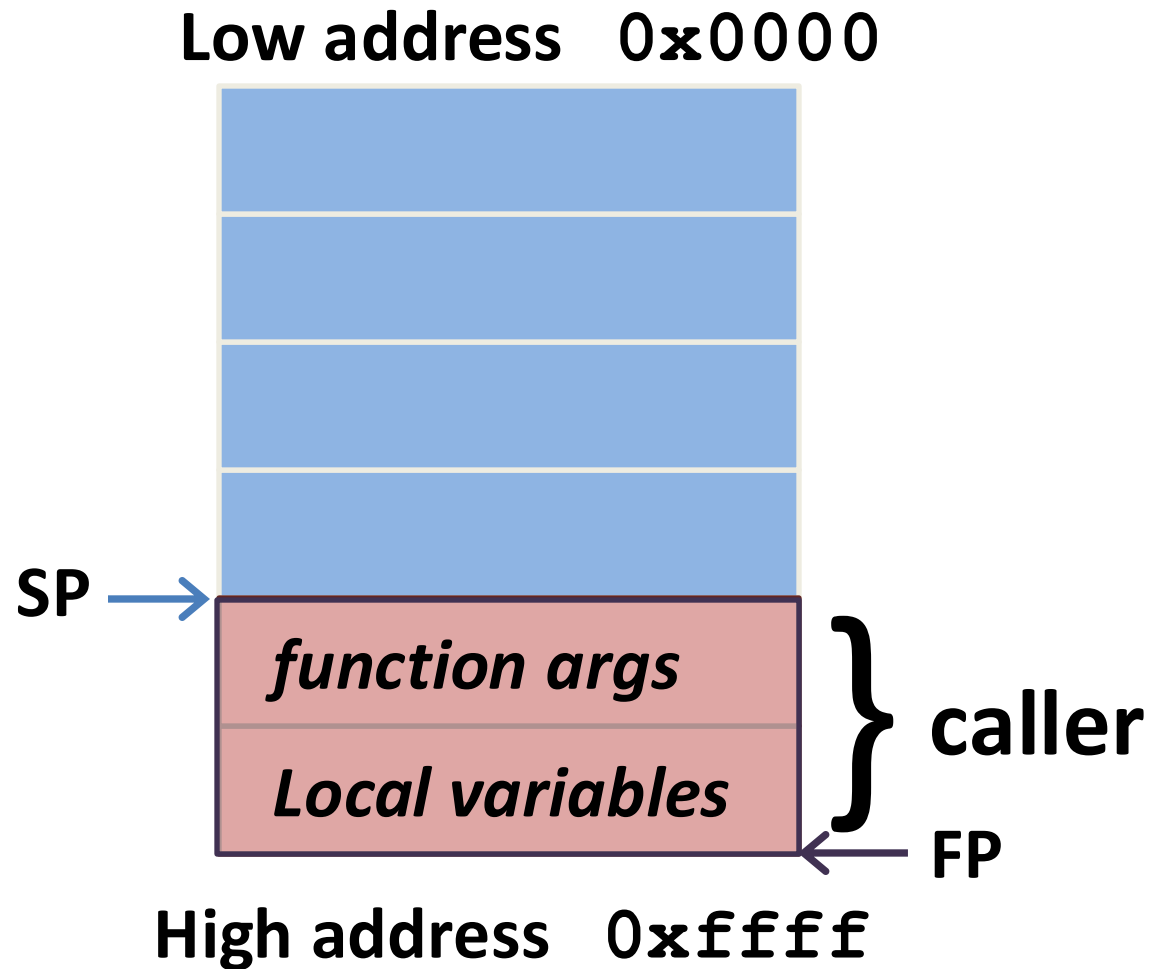 Low address 0x0000
SP
function args
caller
Local variables
FP
High address 0xffff